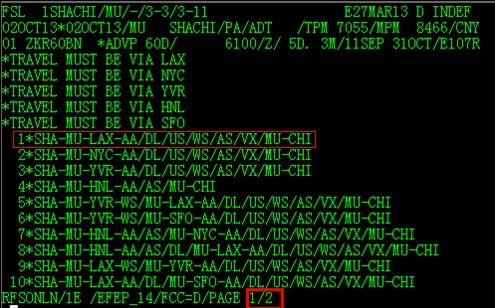 FSL 1SHACHI/MU/-/3-3/3-11 E27MAR13 D INDEF
02OCT13*02OCT13/MU SHACHI/PA/ADT /TPM 7055/MPM 8466/CNY
01 ZKR60BN *ADVP 60D/ 6100/Z/ 5D. 3M/11SEP 31OCT/E107R
*TRAVEL MUST BE VIA LAX
*TRAVEL MUST BE VIA NYC
*TRAVEL MUST BE VIA YVR
*TRAVEL MUST BE VIA HNL
*TRAVEL MUST BE VIA SFO
1*SHA-MU-LAX-AA/DL/US/WS/AS/VX/MU-CHI
2*SHA-MU-NYC-AA/DL/US/WS/AS/VX/MU-CHI
3*SHA-MU-YVR-AA/DL/US/WS/AS/VX/MU-CHI
4*SHA-MU-HNL-AA/AS/MU-CHI
5*SHA-MU-YVR-WS/MU-LAX-AA/DL/US/WS/AS/VX/MU-CHI
6*SHA-MU-YVR-WS/MU-SFO-AA/DL/US/WS/AS/VX/MU-CHI
7*SHA-MU-HNL-AA/AS/MU-NYC-AA/DL/US/WS/AS/VX/MU-CHI
8*SHA-MU-HNL-AA/AS/DL/MU-LAX-AA/DL/US/WS/AS/VX/MU-CHI
9*SHA-MU-LAX-WS/MU-YVR-AA/DL/US/WS/AS/VX/MU-CHI
10*SHA-MU-LAX-AA/DL/MU-SFO-AA/DL/US/WS/AS/VX/MU-CHI
RFSONLN/1E /EFEP_14/FCC=D/PAGE 1/2